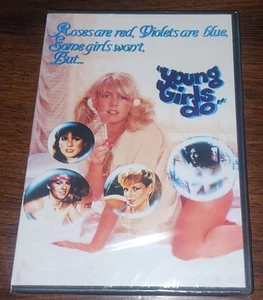 Roses are red, Violets are blue,
Some girls won't,
But...
"Young
Girls
do"